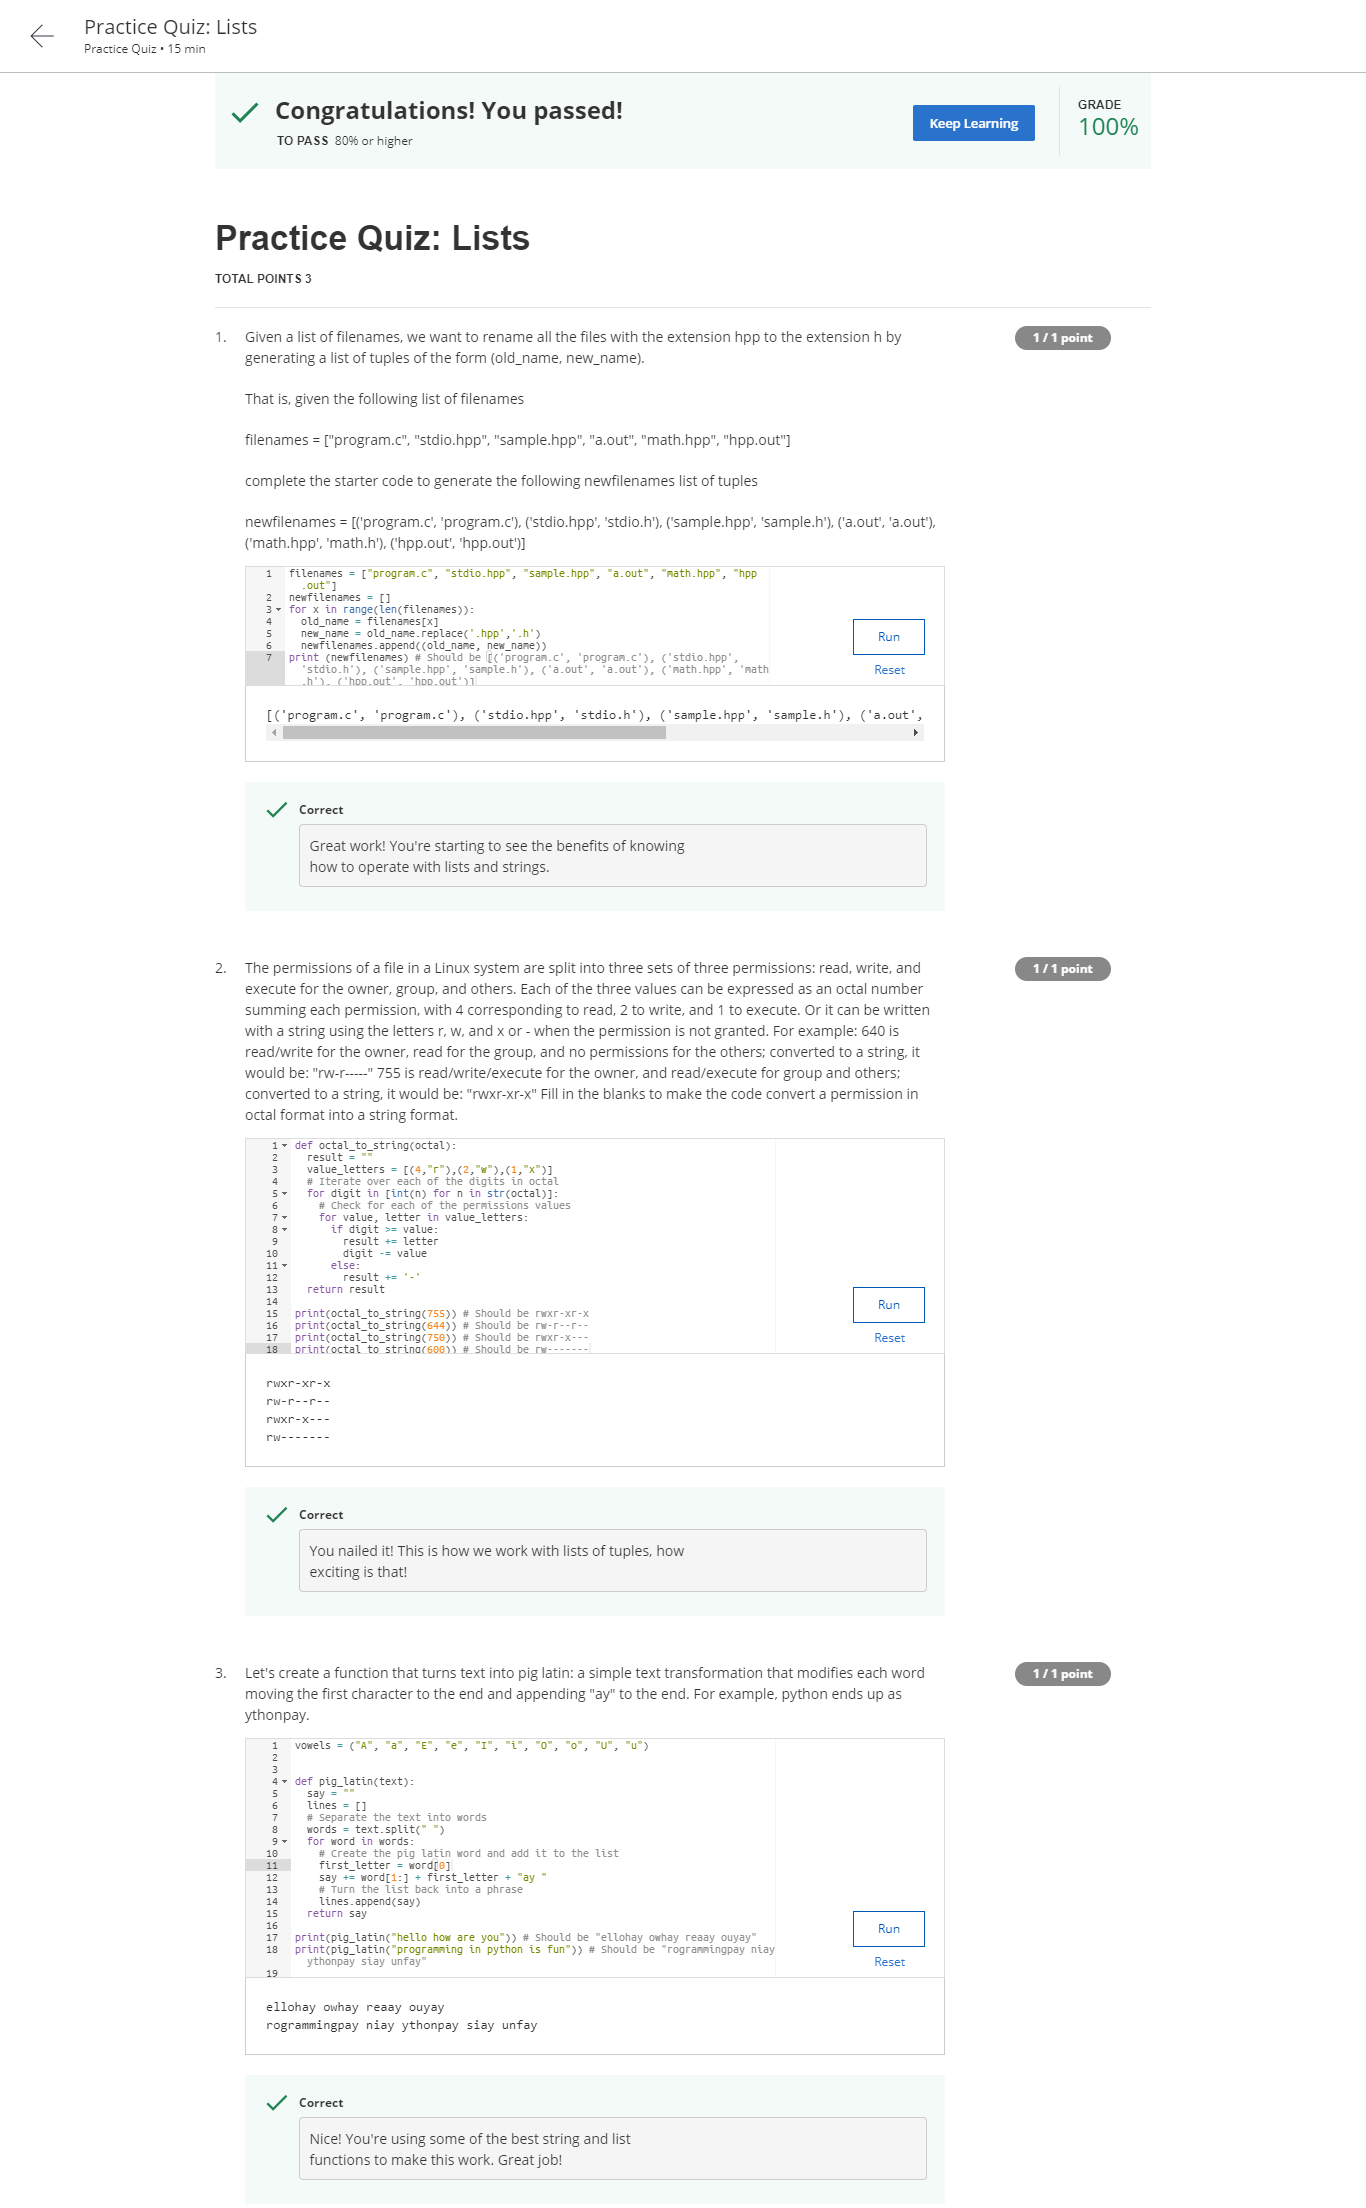 Practice Quiz: Lists
Practice Quiz • 15 min
Congratulations! You passed!
TO PASS 80% or higher
Keep Learning
GRADE
100%
Practice Quiz: Lists
TOTAL POINTS 3
1. Given a list of filenames, we want to rename all the files with the extension hpp to the extension h by
generating a list of tuples of the form (old_name, new_name).
1 / 1 point
That is, given the following list of filenames
filenames = ["program.c", "stdio.hpp", "sample.hpp", "a.out", "math.hpp", "hpp.out"]
complete the starter code to generate the following newfilenames list of tuples
newfilenames = [('program.c', 'program.c'), ('stdio.hpp', 'stdio.h'), ('sample.hpp', 'sample.h'), ('a.out', 'a.out'),
('math.hpp', 'math.h'), ('hpp.out', 'hpp.out')]
1 filenames = ["program.c", "stdio.hpp", "sample.hpp", "a.out", "math.hpp", "hpp
.out"]
2 newfilenames = []
3 for x in range(len(filenames)):
4 old_name = filenames[x]
5 new_name = old_name.replace('.hpp','.h')
6 newfilenames.append((old_name, new_name))
7 print (newfilenames) # Should be [('program.c', 'program.c'), ('stdio.hpp',
'stdio.h'), ('sample.hpp', 'sample.h'), ('a.out', 'a.out'), ('math.hpp', 'math
.h'), ('hpp.out', 'hpp.out')]
Run
Reset
[('program.c', 'program.c'), ('stdio.hpp', 'stdio.h'), ('sample.hpp', 'sample.h'), ('a.out',
Correct
Great work! You're starting to see the benefits of knowing
how to operate with lists and strings.
2. The permissions of a file in a Linux system are split into three sets of three permissions: read, write, and
execute for the owner, group, and others. Each of the three values can be expressed as an octal number
summing each permission, with 4 corresponding to read, 2 to write, and 1 to execute. Or it can be written
with a string using the letters r, w, and x or - when the permission is not granted. For example: 640 is
read/write for the owner, read for the group, and no permissions for the others; converted to a string, it
would be: "rw-r-----" 755 is read/write/execute for the owner, and read/execute for group and others;
converted to a string, it would be: "rwxr-xr-x" Fill in the blanks to make the code convert a permission in
octal format into a string format.
1 / 1 point
1 def octal_to_string(octal):
2 result = ""
3 value_letters = [(4,"r"),(2,"w"),(1,"x")]
4 # Iterate over each of the digits in octal
5 for digit in [int(n) for n in str(octal)]:
6 # Check for each of the permissions values
7 for value, letter in value_letters:
8 if digit >= value:
9 result += letter
10 digit -= value
11 else:
12 result += '-'
13 return result
14
15 print(octal_to_string(755)) # Should be rwxr-xr-x
16 print(octal_to_string(644)) # Should be rw-r--r--
17 print(octal_to_string(750)) # Should be rwxr-x---
18 print(octal_to_string(600)) # Should be rw-------
Run
Reset
rwxr-xr-x
rw-r--r--
rwxr-x---
rw-------
Correct
You nailed it! This is how we work with lists of tuples, how
exciting is that!
3. Let's create a function that turns text into pig latin: a simple text transformation that modifies each word
moving the first character to the end and appending "ay" to the end. For example, python ends up as
ythonpay.
1 / 1 point
1 vowels = ("A", "a", "E", "e", "I", "i", "O", "o", "U", "u")
2
3
4 def pig_latin(text):
5 say = ""
6 lines = []
7 # Separate the text into words
8 words = text.split(" ")
9 for word in words:
10 # Create the pig latin word and add it to the list
11 first_letter = word[0]
12 say += word[1:] + first_letter + "ay "
13 # Turn the list back into a phrase
14 lines.append(say)
15 return say
16
17 print(pig_latin("hello how are you")) # Should be "ellohay owhay reaay ouyay"
18 print(pig_latin("programming in python is fun")) # Should be "rogrammingpay niay
ythonpay siay unfay"
19
Run
Reset
ellohay owhay reaay ouyay
rogrammingpay niay ythonpay siay unfay
Correct
Nice! You're using some of the best string and list
functions to make this work. Great job!